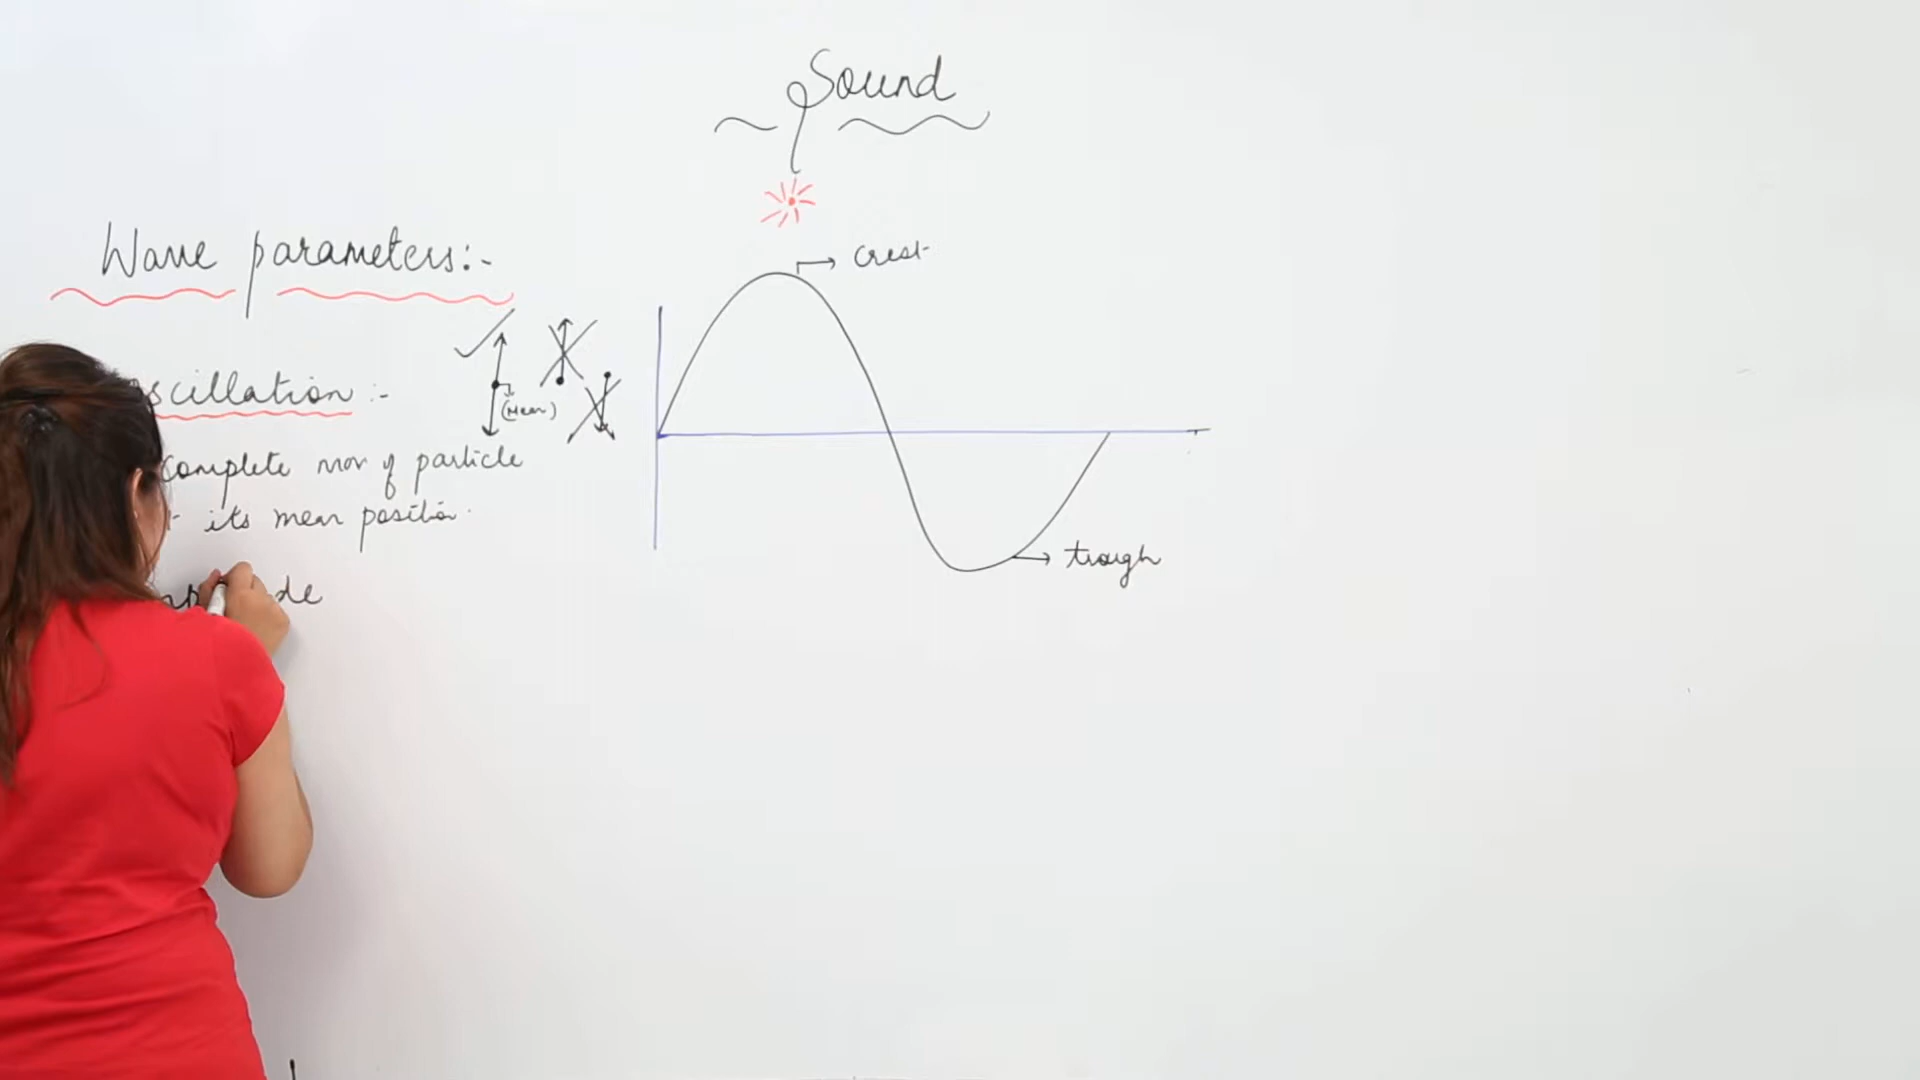 Sound
Wave parameters:-
crest
scillation :-
(Mean)
complete mov of particle
its mean position.
trough